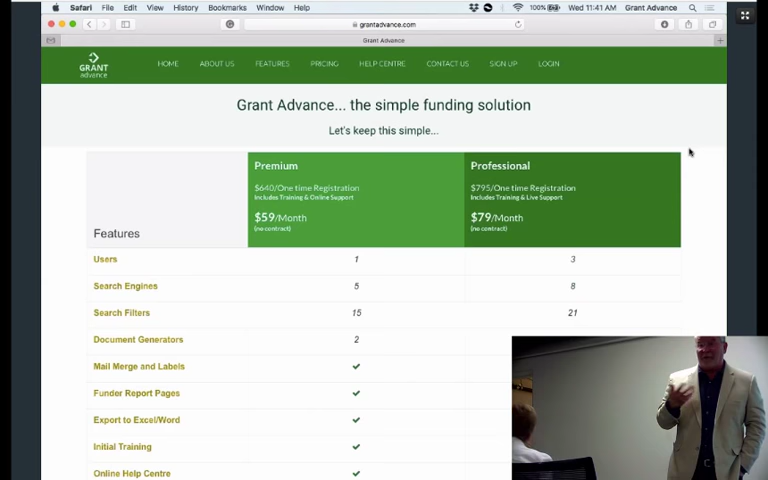 Safari File Edit View History Bookmarks Window Help 100% Wed 11:41 AM Grant Advance
grantadvance.com
Grant Advance
GRANT
advance
HOME ABOUT US FEATURES PRICING HELP CENTRE CONTACT US SIGN UP LOGIN
Grant Advance... the simple funding solution
Let's keep this simple...
Features
Premium
$640/One time Registration
Includes Training & Online Support
$59/Month
(no contract)
Professional
$795/One time Registration
Includes Training & Live Support
$79/Month
(no contract)
Users 1 3
Search Engines 5 8
Search Filters 15 21
Document Generators 2
Mail Merge and Labels
Funder Report Pages
Export to Excel/Word
Initial Training
Online Help Centre